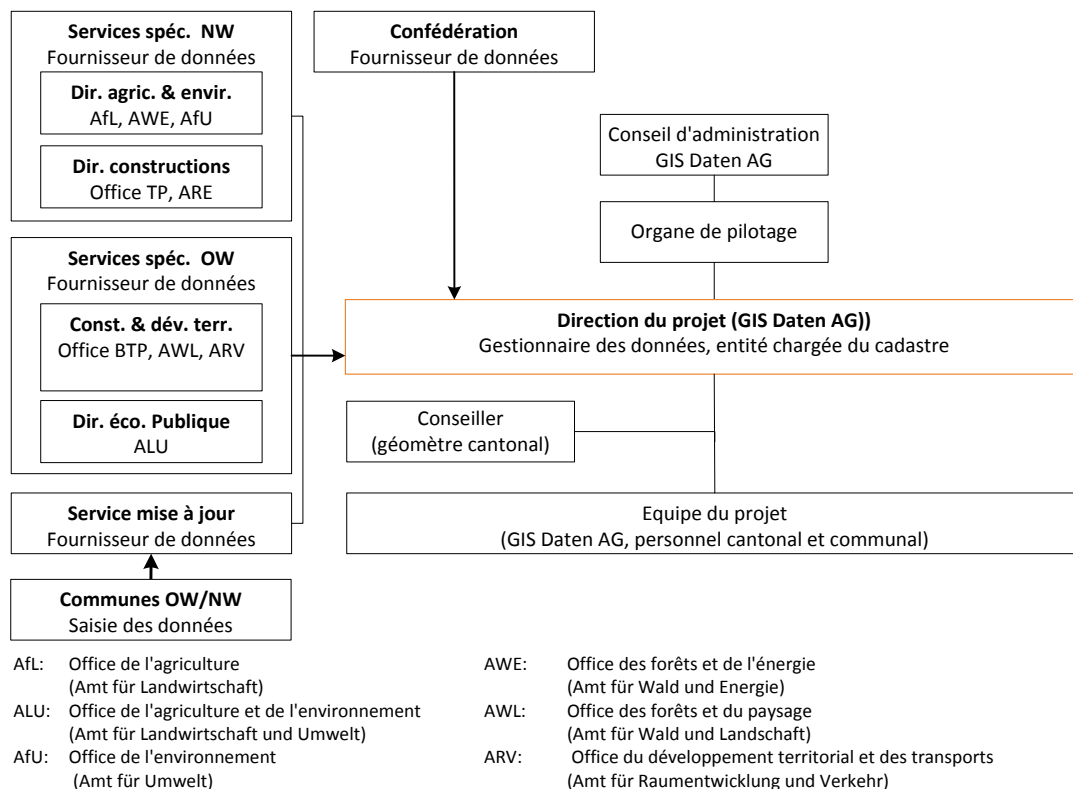 Services spéc. NW
Fournisseur de données
Dir. agric. & envir.
AfL, AWE, AfU
Dir. constructions
Office TP, ARE
Services spéc. OW
Fournisseur de données
Const. & dév. terr.
Office BTP, AWL, ARV
Dir. éco. Publique
ALU
Service mise à jour
Fournisseur de données
Communes OW/NW
Saisie des données
Confédération
Fournisseur de données
Conseil d'administration
GIS Daten AG
Organe de pilotage
Direction du projet (GIS Daten AG))
Gestionnaire des données, entité chargée du cadastre
Conseiller
(géomètre cantonal)
Equipe du projet
(GIS Daten AG, personnel cantonal et communal)
AfL: Office de l'agriculture
(Amt für Landwirtschaft)
ALU: Office de l'agriculture et de l'environnement
(Amt für Landwirtschaft und Umwelt)
AfU: Office de l'environnement
(Amt für Umwelt)
AWE: Office des forêts et de l'énergie
(Amt für Wald und Energie)
AWL: Office des forêts et du paysage
(Amt für Wald und Landschaft)
ARV: Office du développement territorial et des transports
(Amt für Raumentwicklung und Verkehr)